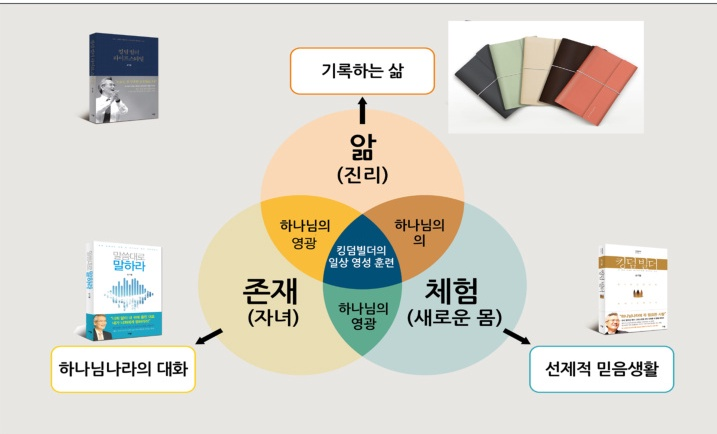 기록하는 삶
앎
(진리)
하나님의
영광
하나님의
의
킹덤빌더의
일상 영성 훈련
존재
(자녀)
하나님의
영광
체험
(새로운 몸)
말씀대로
말하라
킹덤빌더
하나님나라의 대화
선제적 믿음생활